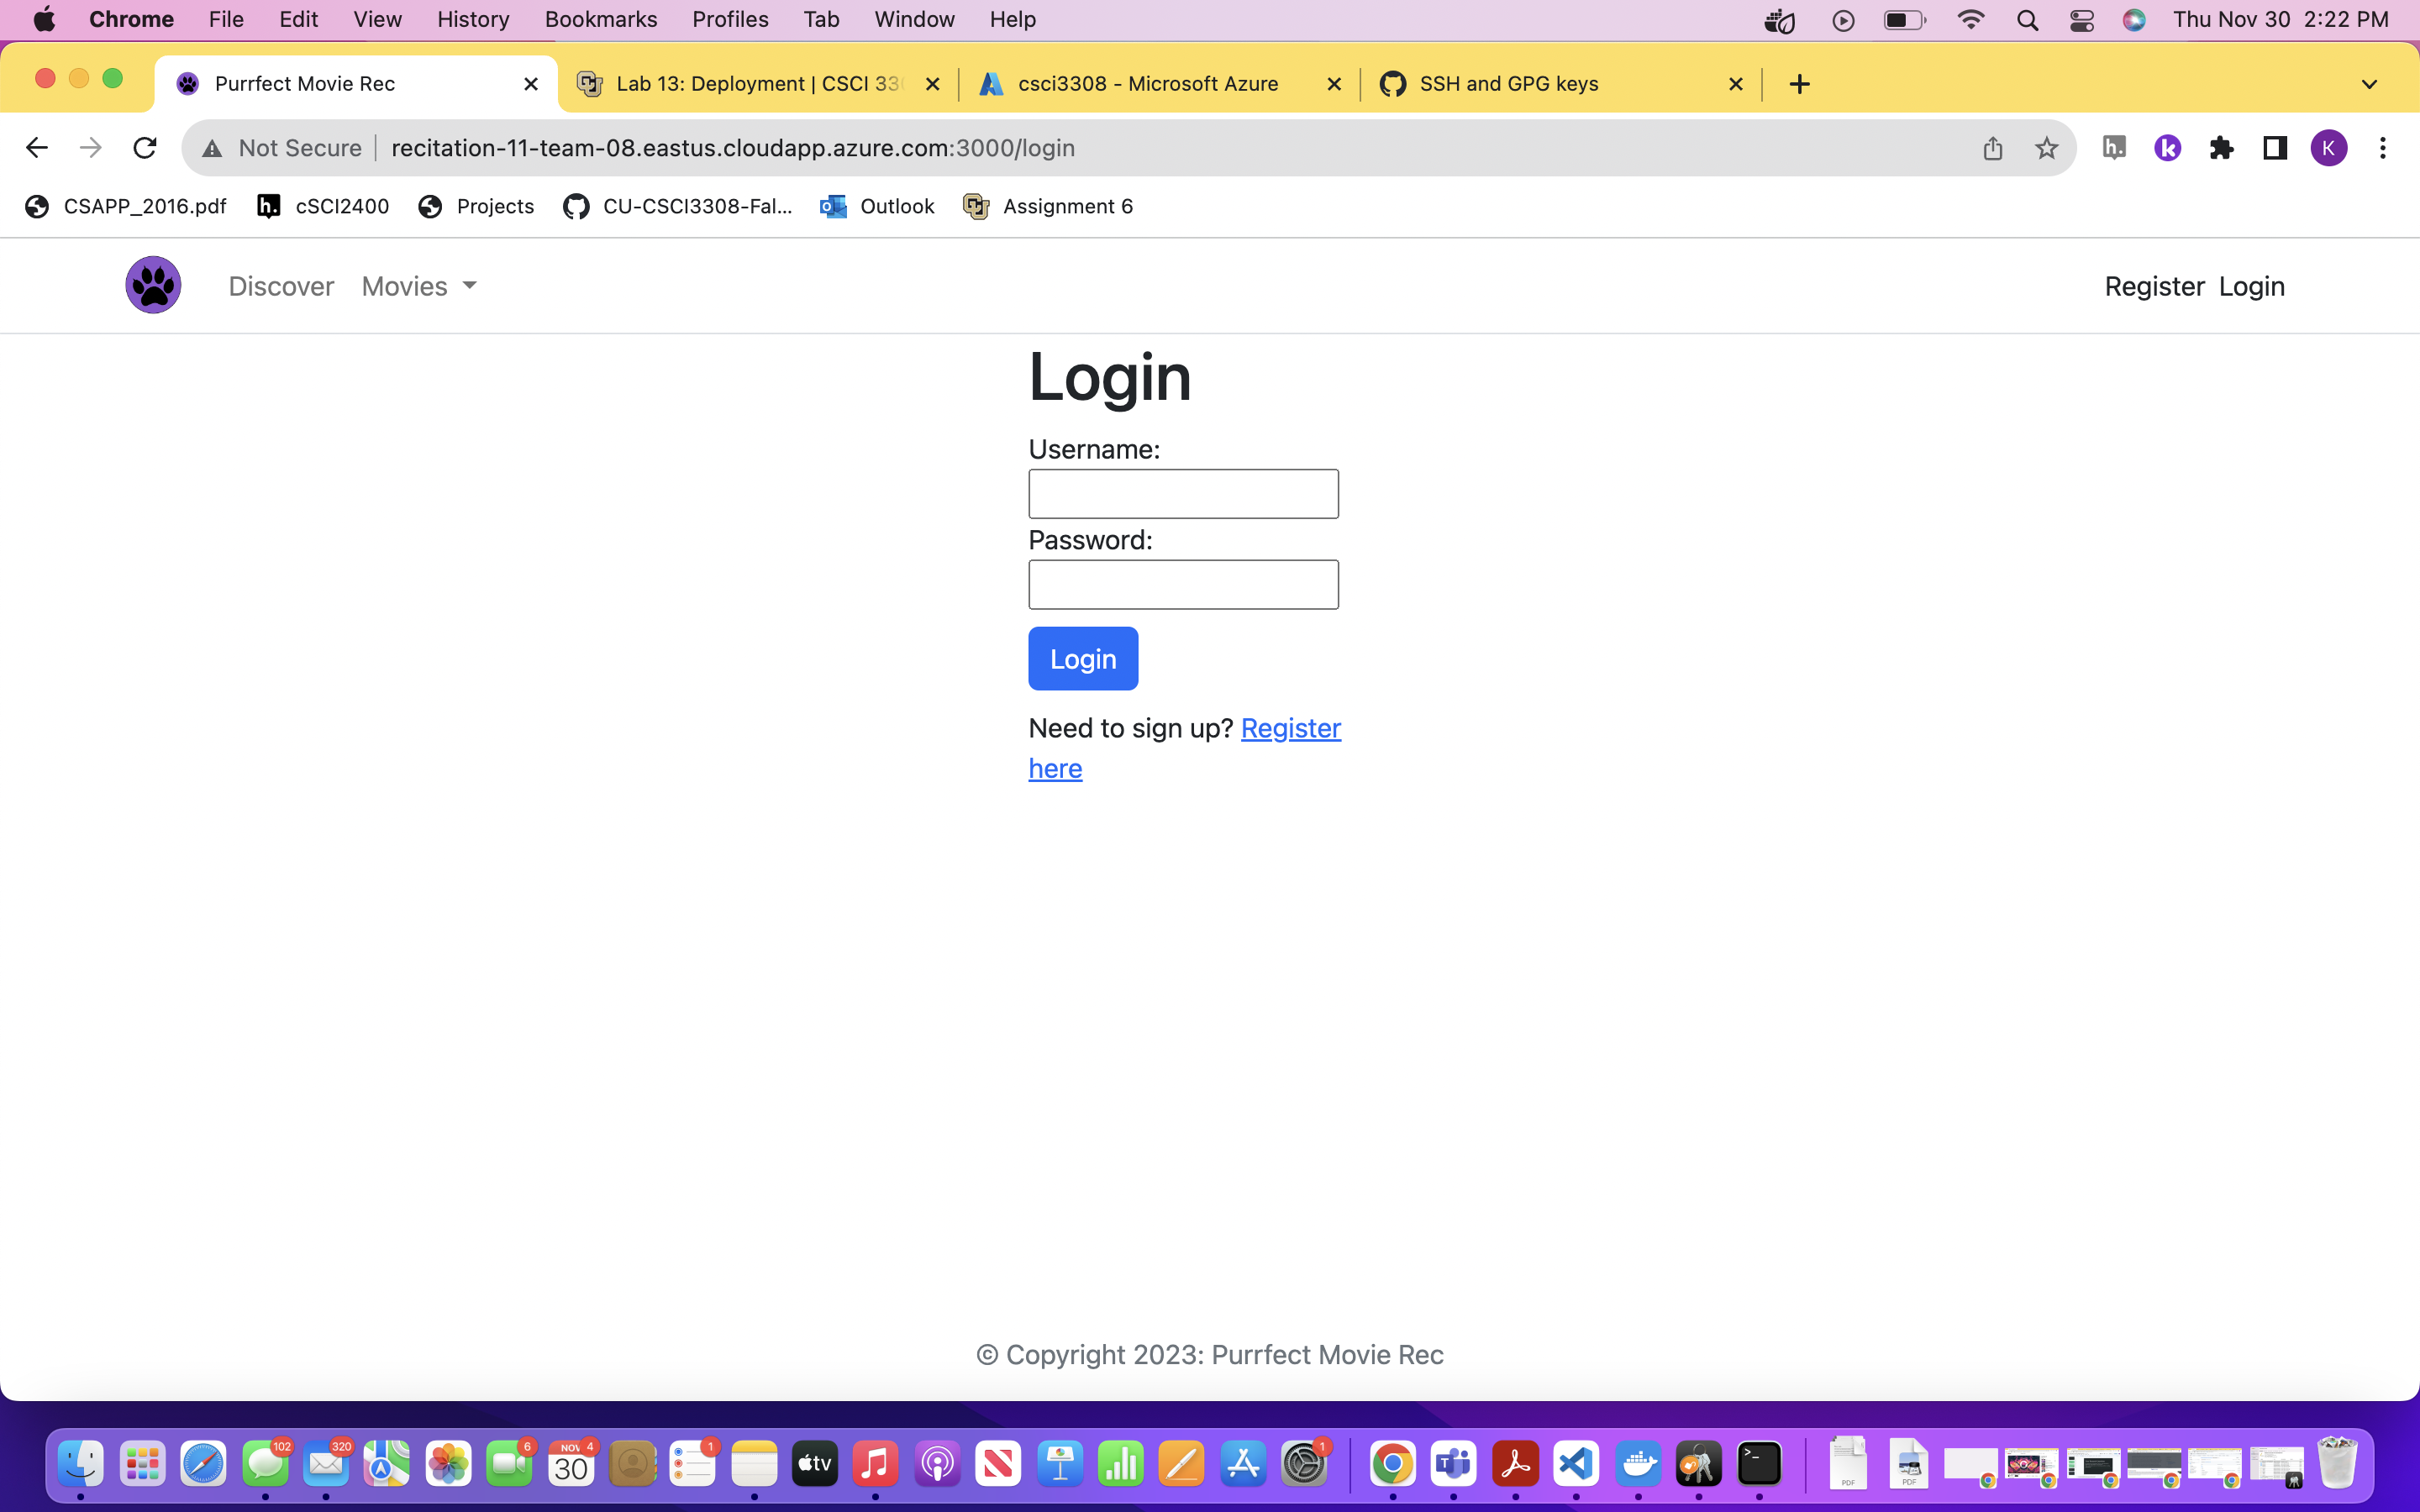 Chrome File Edit View History Bookmarks Profiles Tab Window Help Thu Nov 30 2:22 PM
Purrfect Movie Rec Lab 13: Deployment | CSCI 33 csci3308 - Microsoft Azure SSH and GPG keys
Not Secure recitation-11-team-08.eastus.cloudapp.azure.com:3000/login h. k K
CSAPP_2016.pdf h. cSCI2400 Projects CU-CSCI3308-Fal... Outlook Assignment 6
Discover Movies Register Login
Login
Username:
Password:
Login
Need to sign up? Register
here
© Copyright 2023: Purrfect Movie Rec
102 320 6 NOV 4 1 1
30 tv
PDF PDF